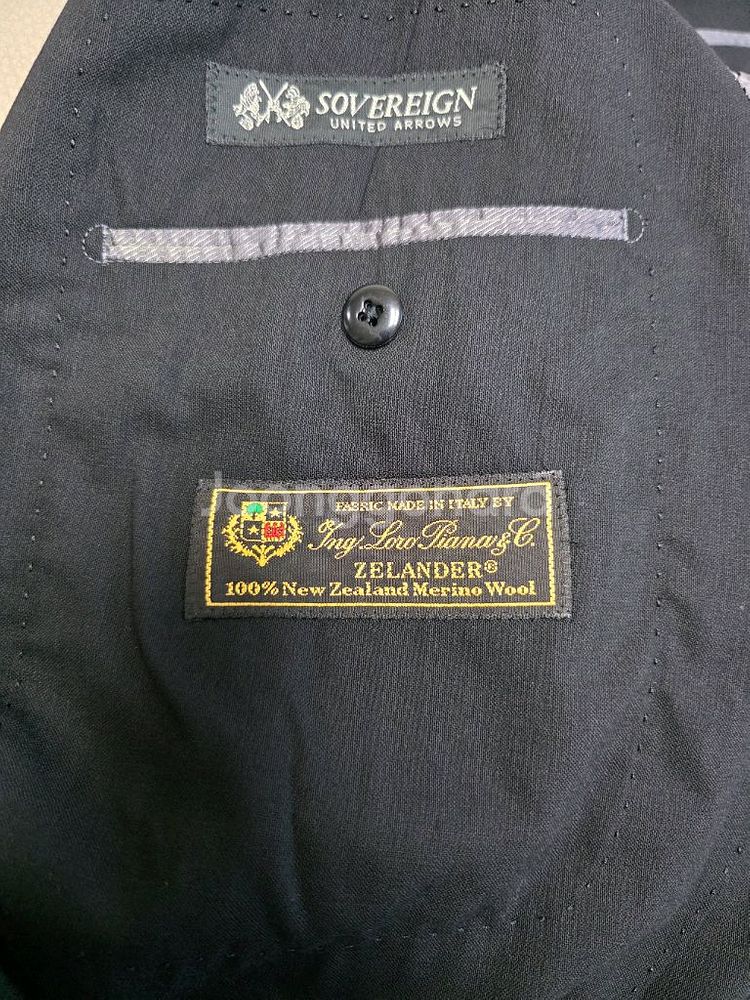 SOVEREIGN
UNITED ARROWS
FABRIC MADE IN ITALY BY
Ing. Loro Piana & C.
ZELANDER®
100% New Zealand Merino Wool